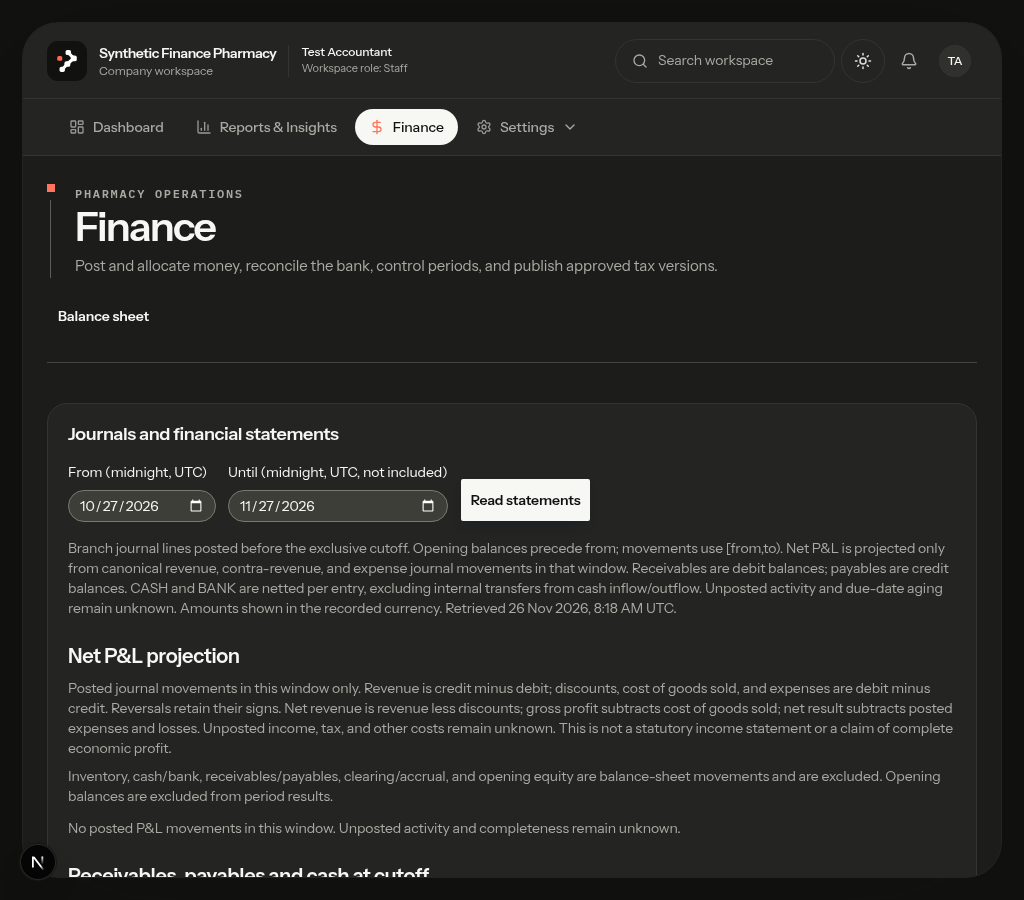 Synthetic Finance Pharmacy
Company workspace
Test Accountant
Workspace role: Staff
Search workspace
TA
Dashboard
Reports & Insights
Finance
Settings
PHARMACY OPERATIONS
Finance
Post and allocate money, reconcile the bank, control periods, and publish approved tax versions.
Balance sheet
Journals and financial statements
From (midnight, UTC)
Until (midnight, UTC, not included)
10/27/2026
11/27/2026
Read statements
Branch journal lines posted before the exclusive cutoff. Opening balances precede from; movements use [from,to). Net P&L is projected only
from canonical revenue, contra-revenue, and expense journal movements in that window. Receivables are debit balances; payables are credit
balances. CASH and BANK are netted per entry, excluding internal transfers from cash inflow/outflow. Unposted activity and due-date aging
remain unknown. Amounts shown in the recorded currency. Retrieved 26 Nov 2026, 8:18 AM UTC.
Net P&L projection
Posted journal movements in this window only. Revenue is credit minus debit; discounts, cost of goods sold, and expenses are debit minus
credit. Reversals retain their signs. Net revenue is revenue less discounts; gross profit subtracts cost of goods sold; net result subtracts posted
expenses and losses. Unposted income, tax, and other costs remain unknown. This is not a statutory income statement or a claim of complete
economic profit.
Inventory, cash/bank, receivables/payables, clearing/accrual, and opening equity are balance-sheet movements and are excluded. Opening
balances are excluded from period results.
No posted P&L movements in this window. Unposted activity and completeness remain unknown.
Receivables, payables and cash at cutoff
N